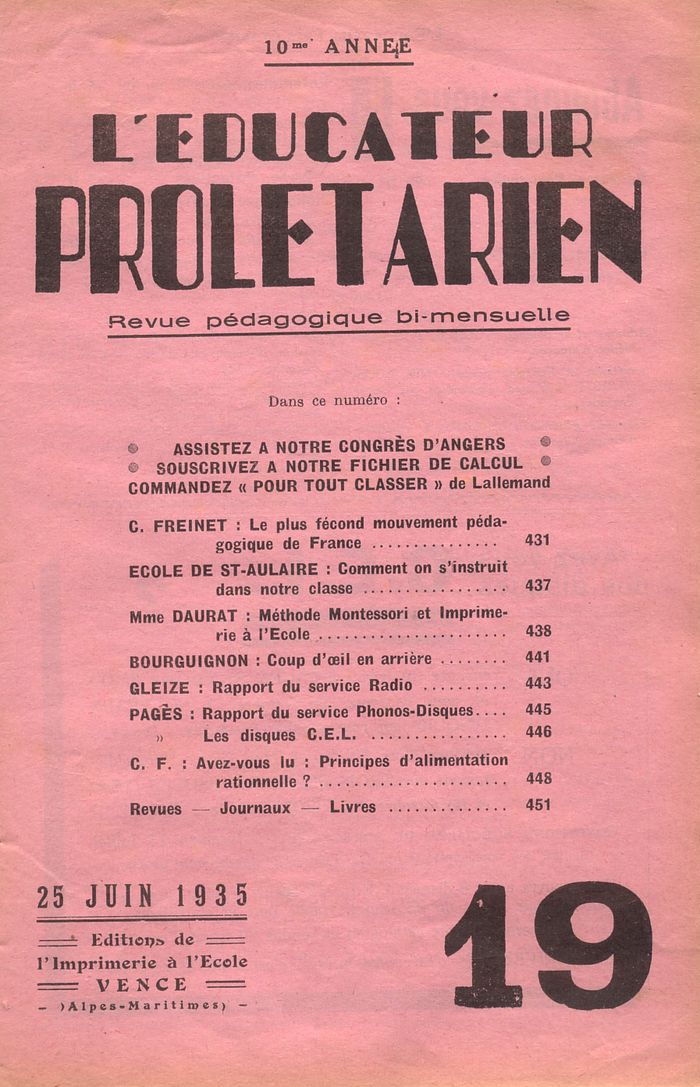 10me ANNEE
L'EDUCATEUR
PROLETARIEN
Revue pédagogique bi-mensuelle
Dans ce numéro :
ASSISTEZ A NOTRE CONGRÈS D'ANGERS
SOUSCRIVEZ A NOTRE FICHIER DE CALCUL
COMMANDEZ « POUR TOUT CLASSER » de Lallemand
C. FREINET : Le plus fécond mouvement péda-
gogique de France ............... 431
ECOLE DE ST-AULAIRE : Comment on s'instruit
dans notre classe .................. 437
Mme DAURAT : Méthode Montessori et Imprime-
rie à l'Ecole ...................... 438
BOURGUIGNON : Coup d'œil en arrière ........ 441
GLEIZE : Rapport du service Radio .......... 443
PAGÈS : Rapport du service Phonos-Disques.... 445
» Les disques C.E.L. ................ 446
C. F. : Avez-vous lu : Principes d'alimentation
rationnelle ? ...................... 448
Revues — Journaux — Livres .............. 451
25 JUIN 1935
Editions de
l'Imprimerie à l'Ecole
VENCE
- )Alpes-Maritimes) -
19